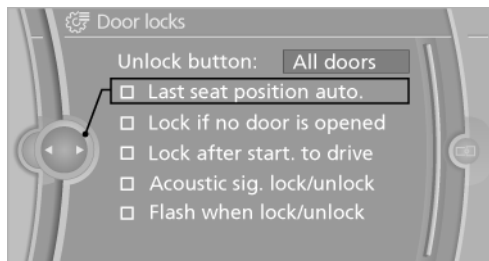 Door locks
Unlock button: All doors
Last seat position auto.
Lock if no door is opened
Lock after start. to drive
Acoustic sig. lock/unlock
Flash when lock/unlock